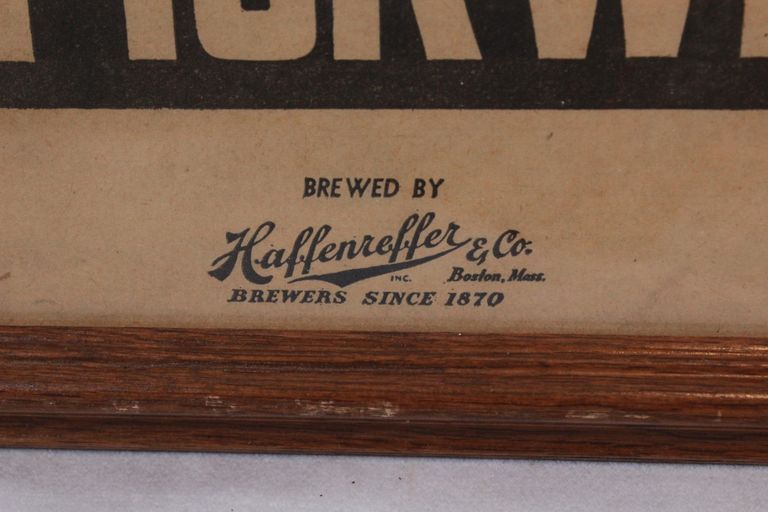 BREWED BY
Haffenreffer & Co.
INC. Boston, Mass.
BREWERS SINCE 1870